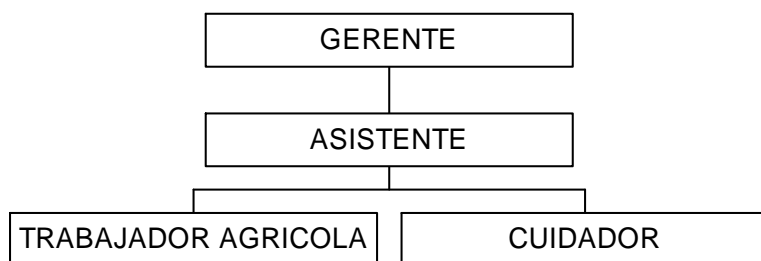 GERENTE
ASISTENTE
TRABAJADOR AGRICOLA
CUIDADOR